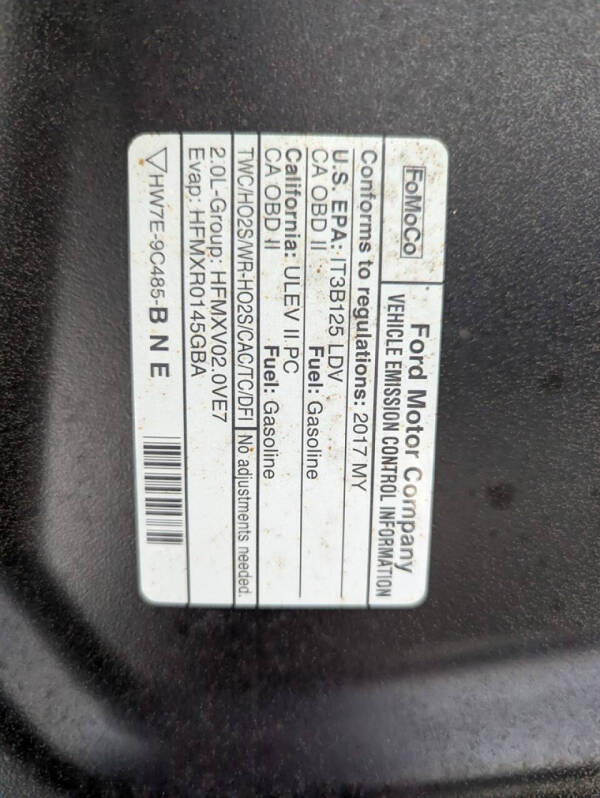 FoMoCo
Ford Motor Company
VEHICLE EMISSION CONTROL INFORMATION
Conforms to regulations: 2017 MY
U.S. EPA: IT3B125 LDV
CA OBD II Fuel: Gasoline
California: ULEV II PC
CA OBD II Fuel: Gasoline
TWC/HO2S/WR-HO2S/CAC/TC/DFI No adjustments needed.
2.0L-Group: HFMXV02.0VE7
Evap: HFMXR0145GBA
HW7E-9C485-B N E